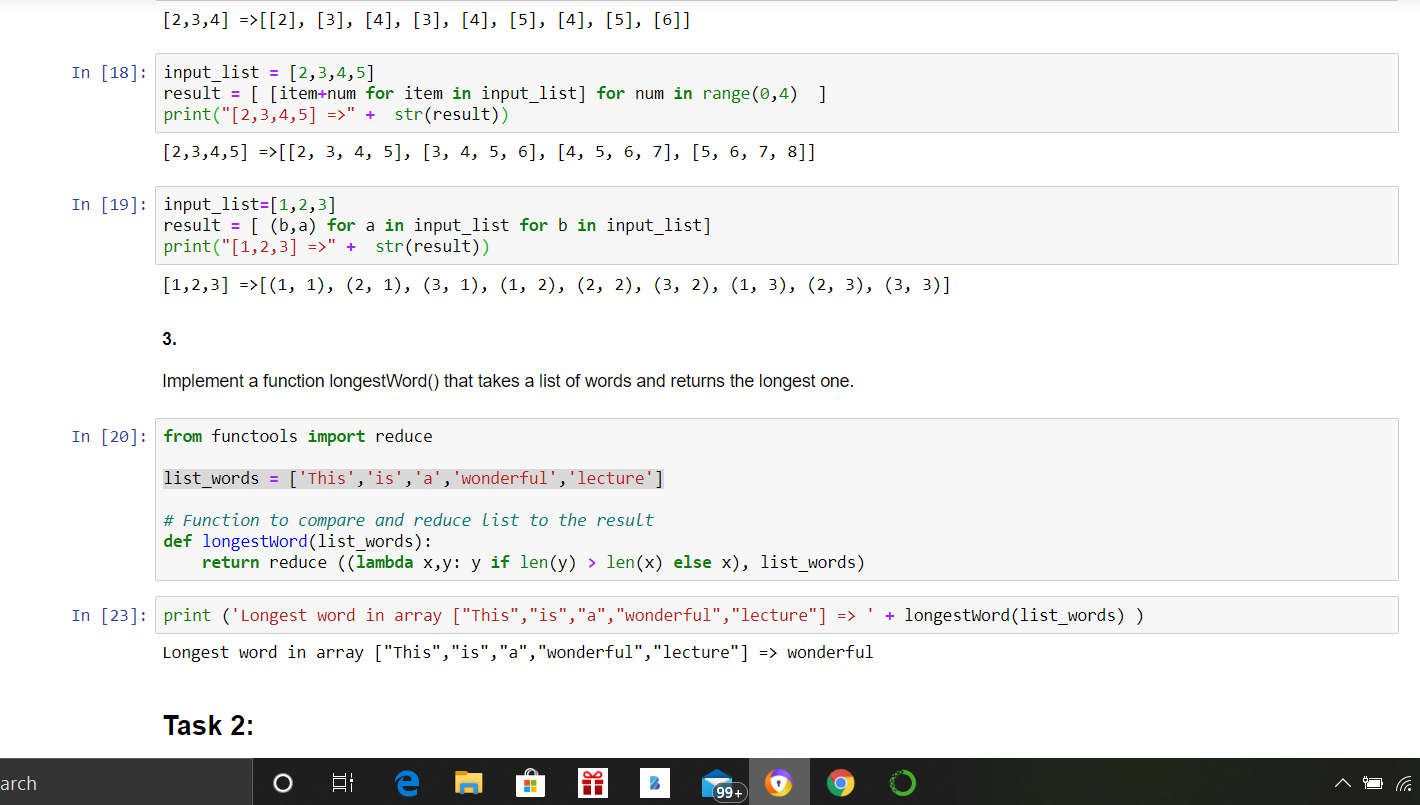 [2,3,4] =>[[2], [3], [4], [3], [4], [5], [4], [5], [6]]
In [18]: input_list = [2,3,4,5]
result = [ [item+num for item in input_list] for num in range(0,4)  ]
print("[2,3,4,5] =>" +  str(result))
[2,3,4,5] =>[[2, 3, 4, 5], [3, 4, 5, 6], [4, 5, 6, 7], [5, 6, 7, 8]]
In [19]: input_list=[1,2,3]
result = [ (b,a) for a in input_list for b in input_list]
print("[1,2,3] =>" +  str(result))
[1,2,3] =>[(1, 1), (2, 1), (3, 1), (1, 2), (2, 2), (3, 2), (1, 3), (2, 3), (3, 3)]
3.
Implement a function longestWord() that takes a list of words and returns the longest one.
In [20]: from functools import reduce
list_words = ['This','is','a','wonderful','lecture']
# Function to compare and reduce list to the result
def longestWord(list_words):
    return reduce ((lambda x,y: y if len(y) > len(x) else x), list_words)
In [23]: print ('Longest word in array ["This","is","a","wonderful","lecture"] => ' + longestWord(list_words) )
Longest word in array ["This","is","a","wonderful","lecture"] => wonderful
Task 2:
arch
99+